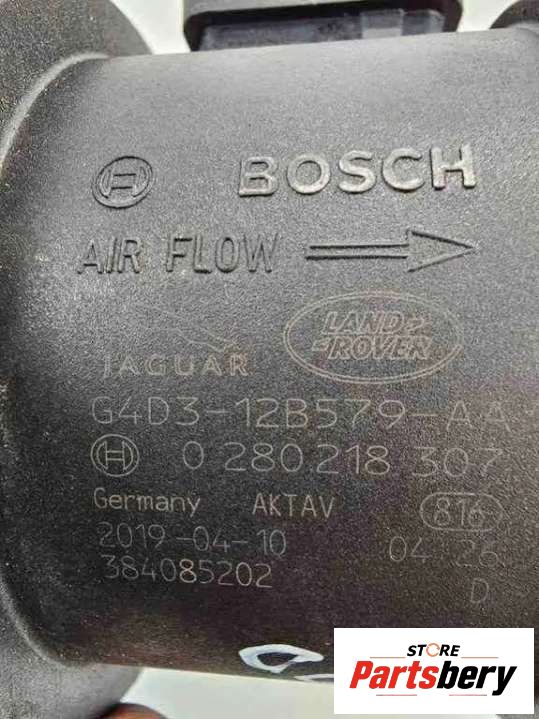 BOSCH
AIR FLOW
JAGUAR LAND ROVER
G4D3-12B579-AA
0 280 218 307
Germany AKTAV 816
2019-04-10 04 26
384085202 D
STORE
Partsbery